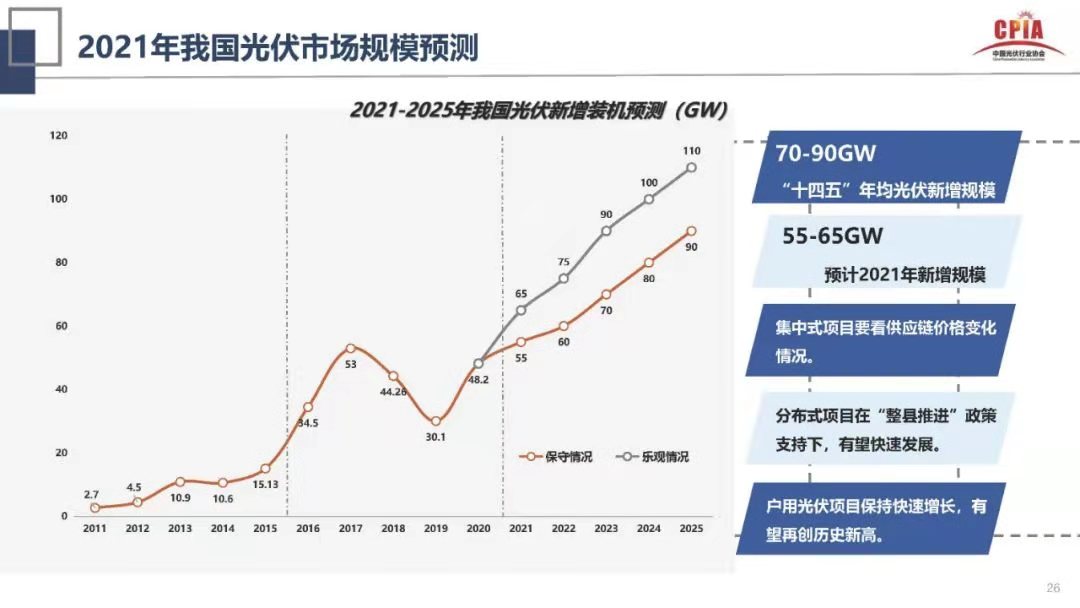 2021年我国光伏市场规模预测
CPIA
中国光伏行业协会
2021-2025年我国光伏新增装机预测（GW）
120
100
80
60
40
20
0
2.7
4.5
10.9
10.6
15.13
34.5
53
44.26
30.1
48.2
65
75
90
100
110
55
60
70
80
90
保守情况
乐观情况
2011 2012 2013 2014 2015 2016 2017 2018 2019 2020 2021 2022 2023 2024 2025
70-90GW
“十四五”年均光伏新增规模
55-65GW
预计2021年新增规模
集中式项目要看供应链价格变化
情况。
分布式项目在“整县推进”政策
支持下，有望快速发展。
户用光伏项目保持快速增长，有
望再创历史新高。
26